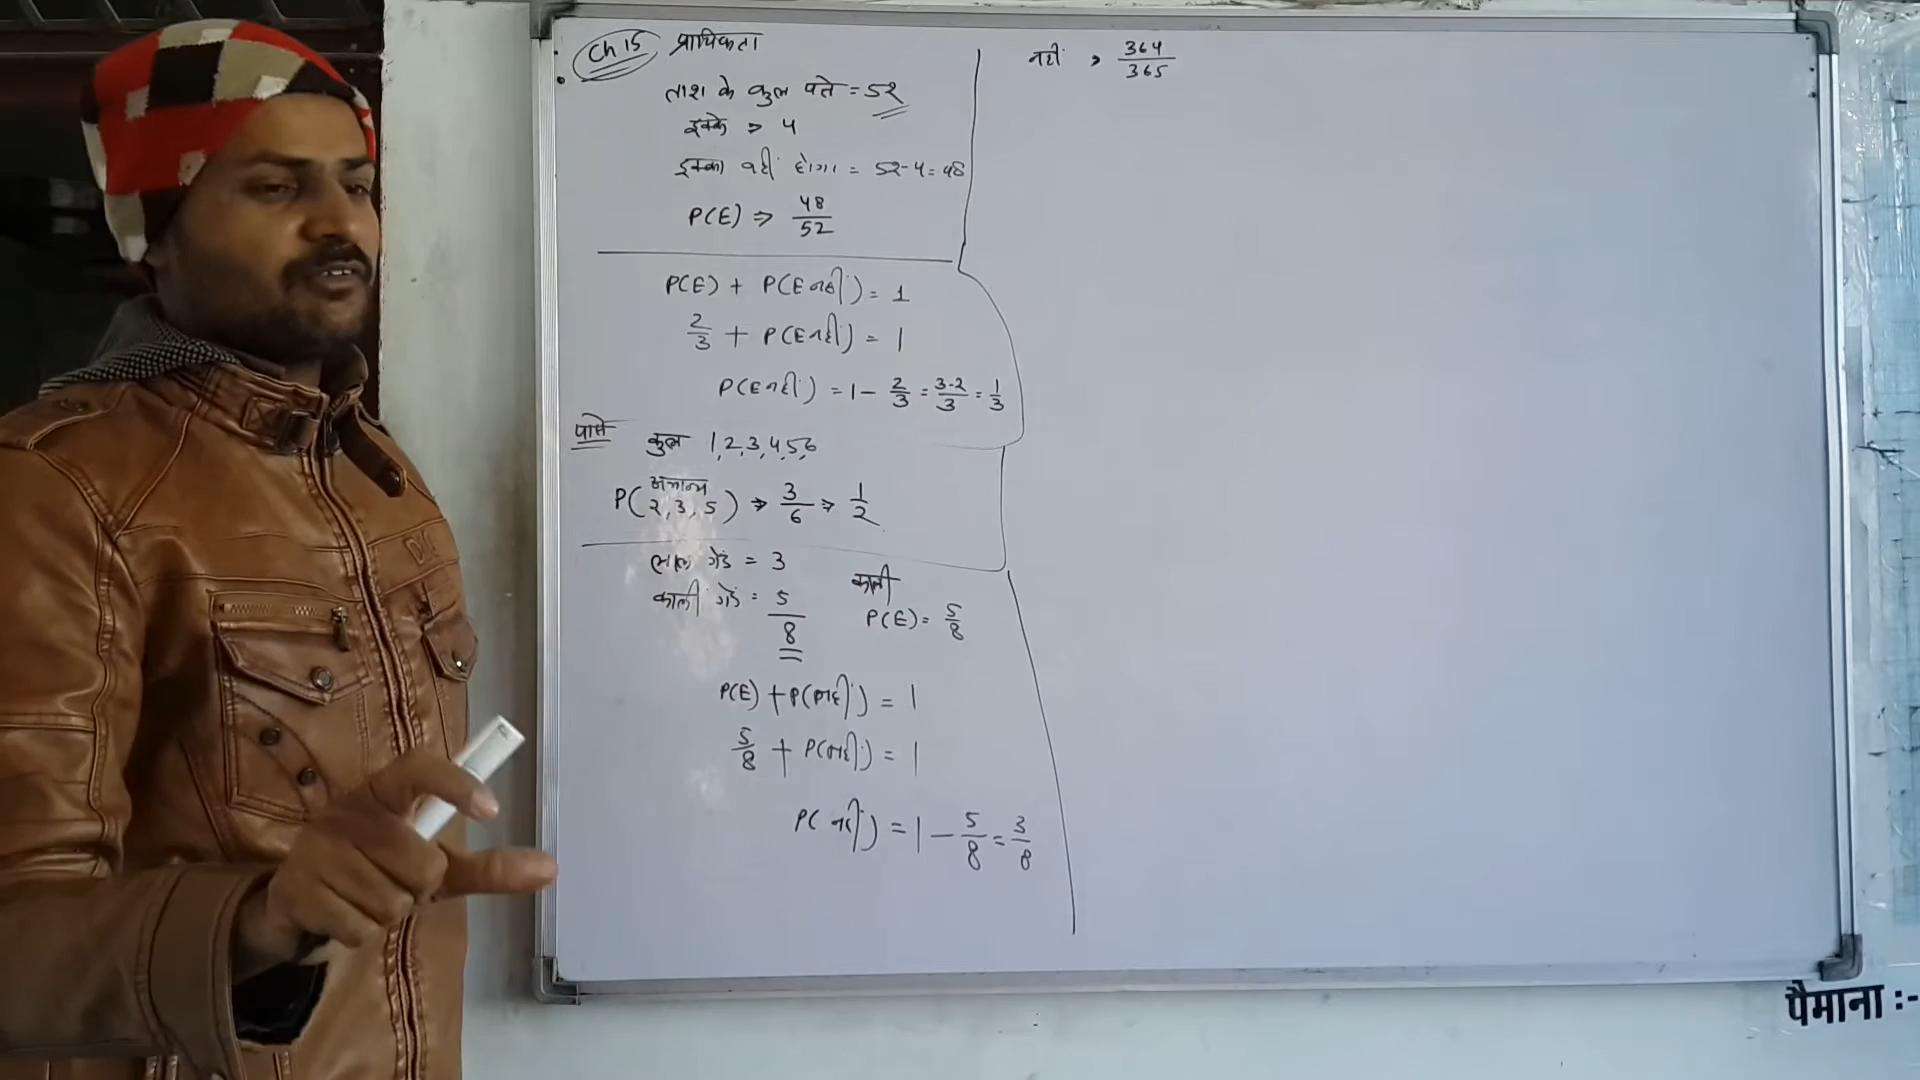 Ch 15 प्रायिकता
ताश के कुल पते = 52
इक्के ⇒ 4
इक्का नहीं होगा = 52-4=48
P(E) ⇒ 48/52
P(E) + P(E नहीं) = 1
2/3 + P(E नहीं) = 1
P(E नहीं) = 1 - 2/3 = 3-2/3 = 1/3
पासे कुल 1,2,3,4,5,6
अभाज्य
P(2,3,5) ⇒ 3/6 ⇒ 1/2
लाल गेंदें = 3
काली गेंदें = 5
8
काली
P(E) = 5/8
P(E) + P(नहीं) = 1
5/8 + P(नहीं) = 1
P(नहीं) = 1 - 5/8 = 3/8
नहीं > 364/365
पैमाना :-